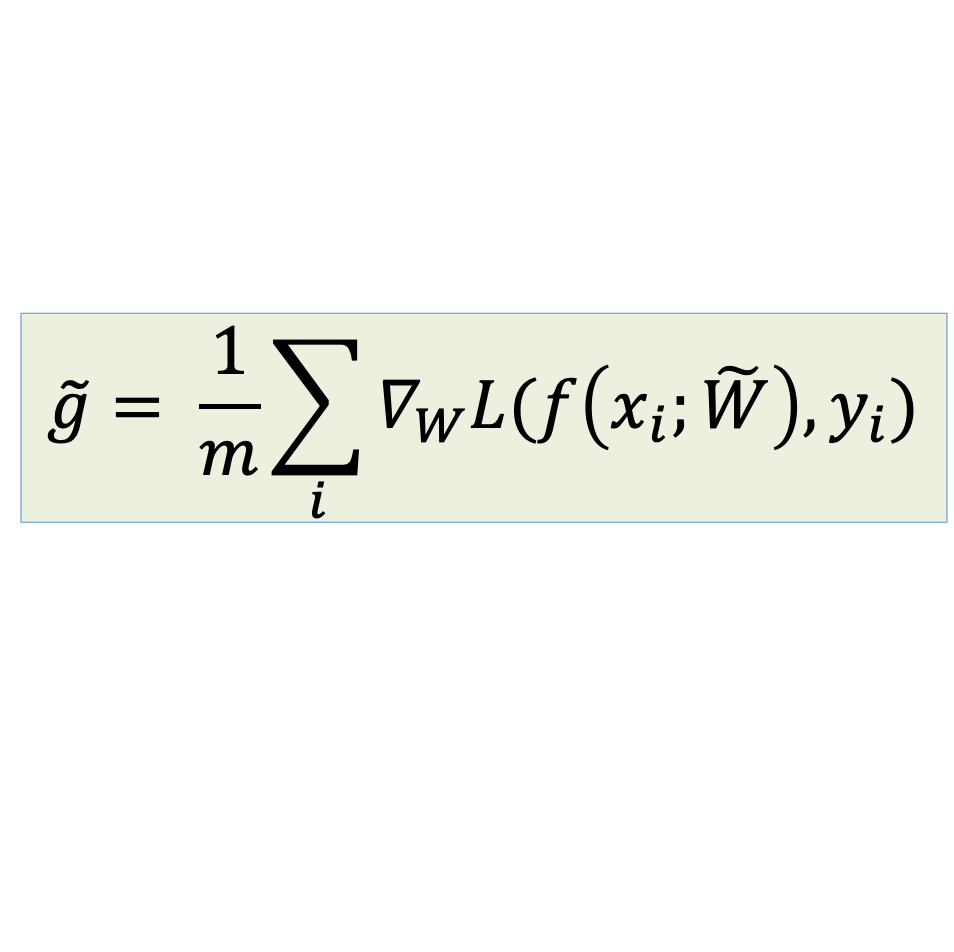 g̃ = 1/m ∑_i ∇_W L(f(x_i; W̃), y_i)